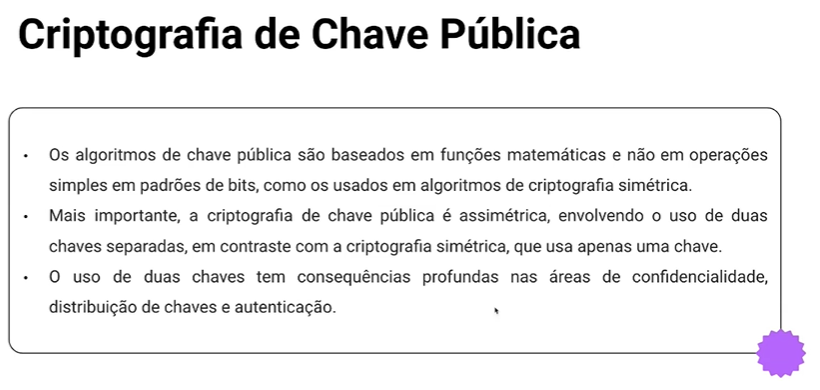 Criptografia de Chave Pública
• Os algoritmos de chave pública são baseados em funções matemáticas e não em operações
simples em padrões de bits, como os usados em algoritmos de criptografia simétrica.
• Mais importante, a criptografia de chave pública é assimétrica, envolvendo o uso de duas
chaves separadas, em contraste com a criptografia simétrica, que usa apenas uma chave.
• O uso de duas chaves tem consequências profundas nas áreas de confidencialidade,
distribuição de chaves e autenticação.